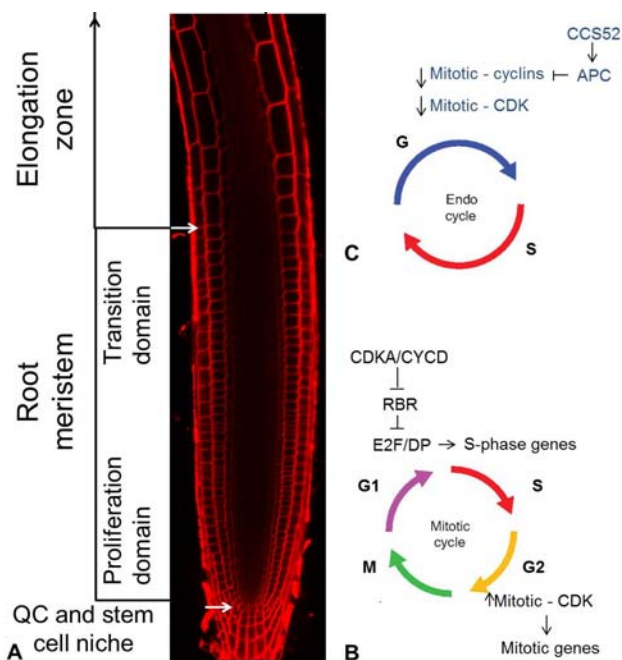 Elongation
zone
Root
meristem
Transition
domain
Proliferation
domain
QC and stem
cell niche
A
CCS52
↓
↓ Mitotic - cyclins ⊢ APC
↓ Mitotic - CDK
G
Endo
cycle
S
C
CDKA/CYCD
RBR
E2F/DP → S-phase genes
G1
S
Mitotic
cycle
M
G2
↑Mitotic - CDK
↓
Mitotic genes
B